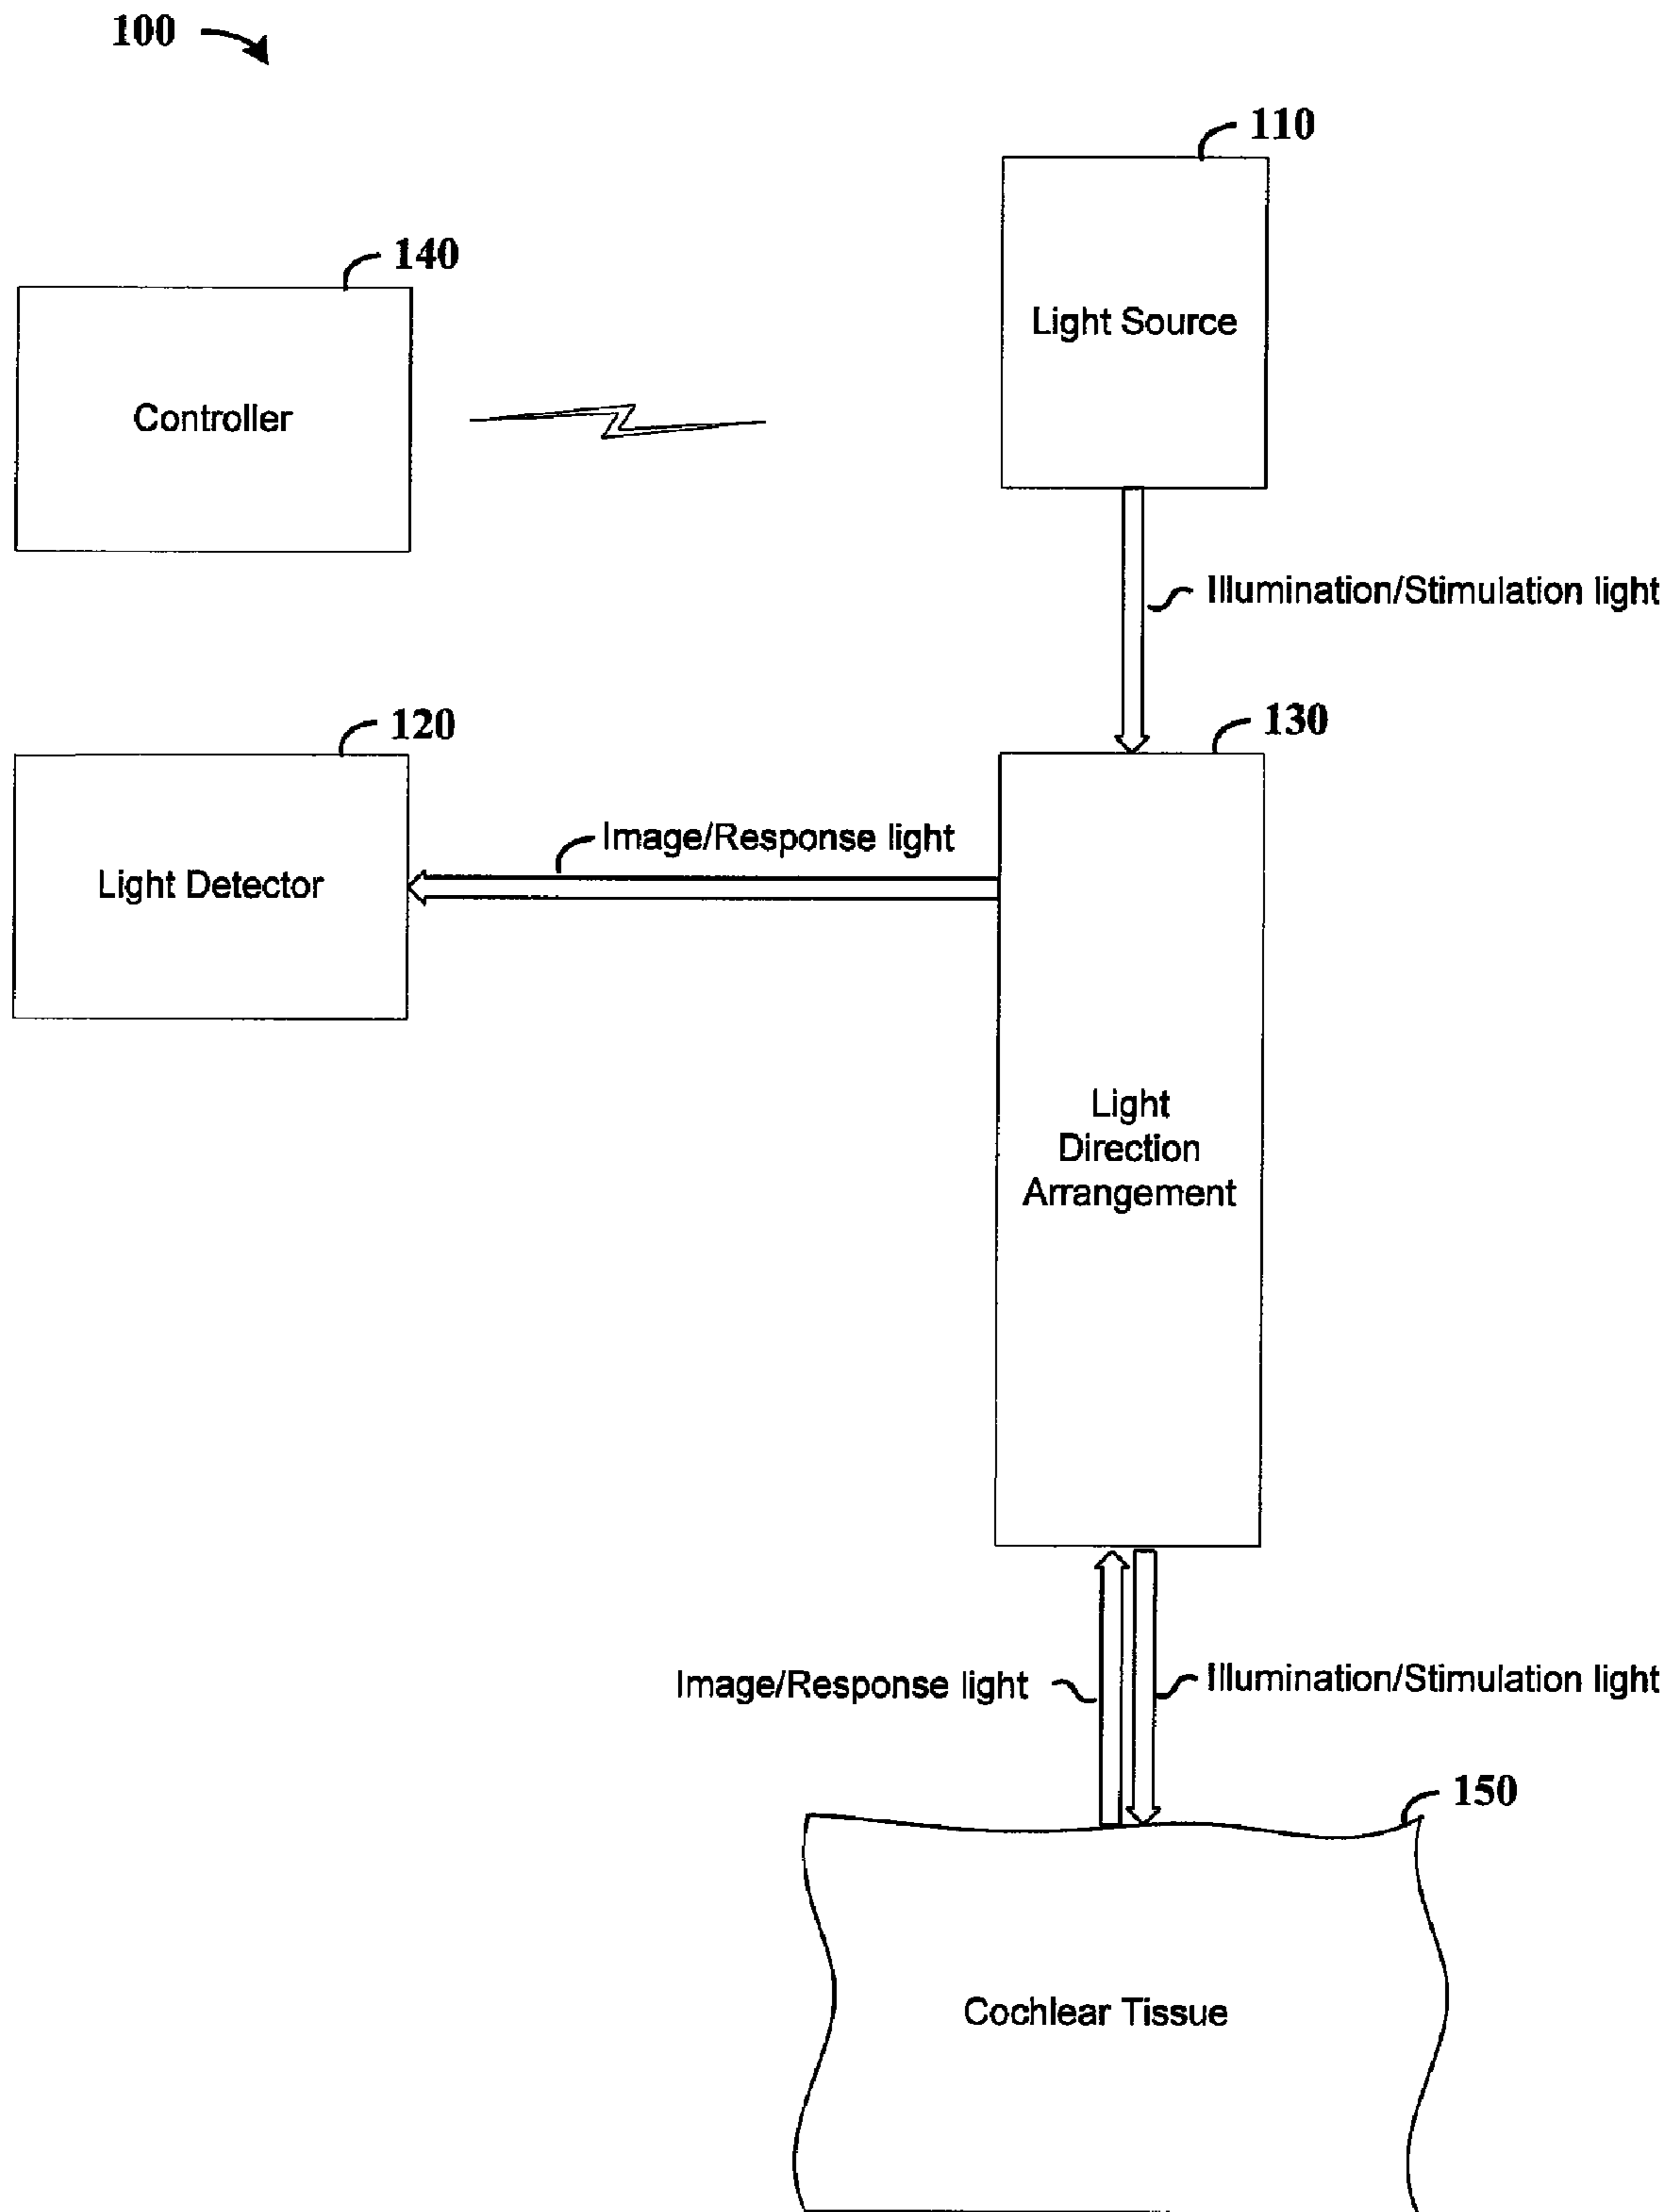 100
110
Light Source
140
Controller
Illumination/Stimulation light
120
130
Image/Response light
Light Detector
Light
Direction
Arrangement
Image/Response light
Illumination/Stimulation light
150
Cochlear Tissue